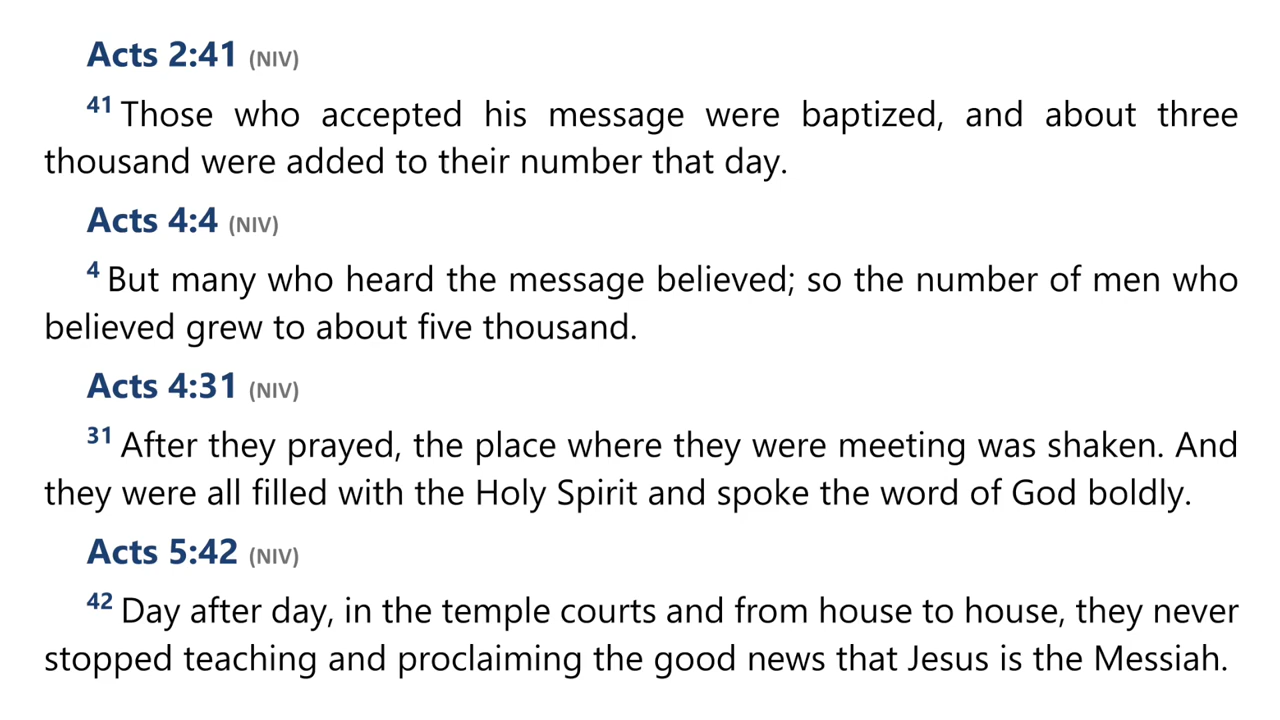 Acts 2:41 (NIV)
41 Those who accepted his message were baptized, and about three
thousand were added to their number that day.
Acts 4:4 (NIV)
4 But many who heard the message believed; so the number of men who
believed grew to about five thousand.
Acts 4:31 (NIV)
31 After they prayed, the place where they were meeting was shaken. And
they were all filled with the Holy Spirit and spoke the word of God boldly.
Acts 5:42 (NIV)
42 Day after day, in the temple courts and from house to house, they never
stopped teaching and proclaiming the good news that Jesus is the Messiah.